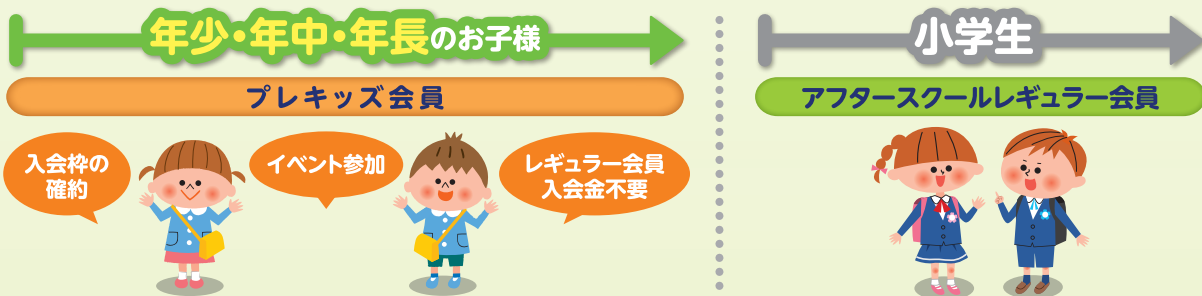 年少・年中・年長のお子様
小学生
プレキッズ会員
アフタースクールレギュラー会員
入会枠の
確約
イベント参加
レギュラー会員
入会金不要